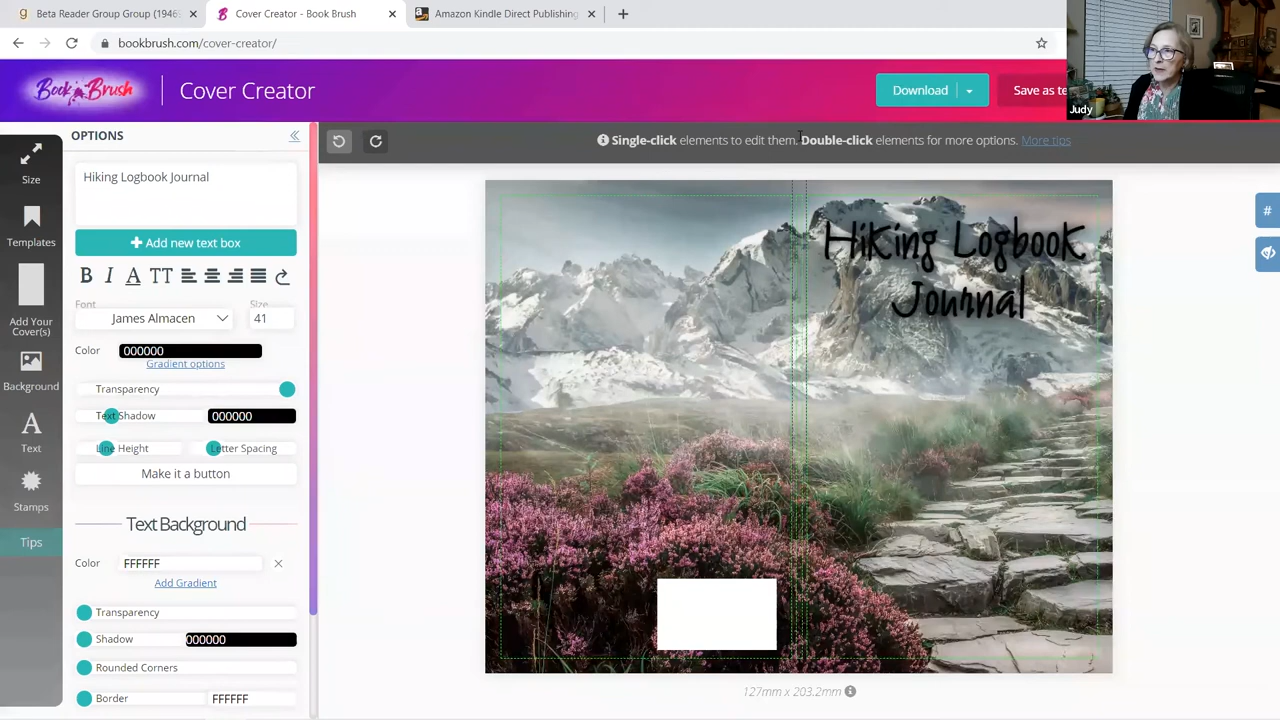 Beta Reader Group Group (1946
Cover Creator - Book Brush
Amazon Kindle Direct Publishing
bookbrush.com/cover-creator/
Book Brush
Cover Creator
Download
Save as te
Judy
OPTIONS
Single-click elements to edit them. Double-click elements for more options. More tips
Size
Templates
Add Your
Cover(s)
Background
Text
Stamps
Tips
Hiking Logbook Journal
Add new text box
B I A TT
Font
Size
James Almacen
41
Color
000000
Gradient options
Transparency
Text Shadow
000000
Line Height
Letter Spacing
Make it a button
Text Background
Color
FFFFFF
Add Gradient
Transparency
Shadow
000000
Rounded Corners
Border
FFFFFF
Hiking Logbook
Journal
#
127mm x 203.2mm